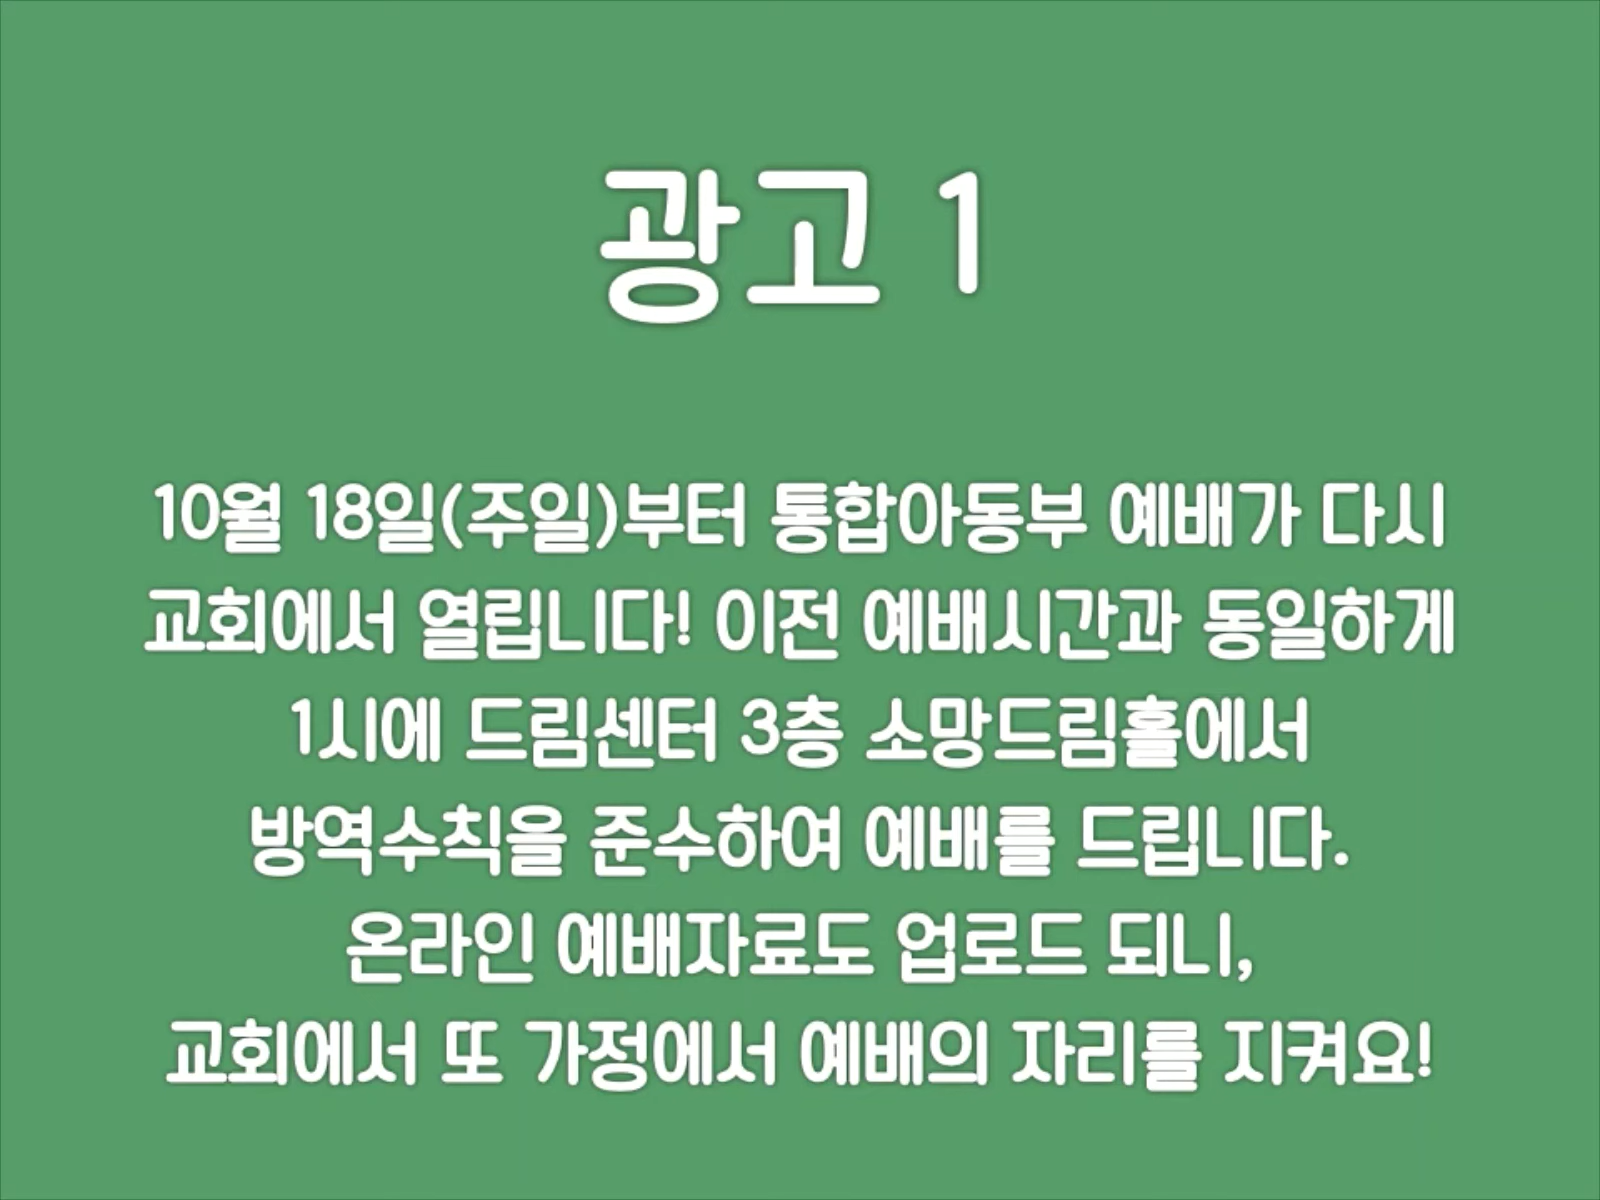 광고 1
10월 18일(주일)부터 통합아동부 예배가 다시
교회에서 열립니다! 이전 예배시간과 동일하게
1시에 드림센터 3층 소망드림홀에서
방역수칙을 준수하여 예배를 드립니다.
온라인 예배자료도 업로드 되니,
교회에서 또 가정에서 예배의 자리를 지켜요!